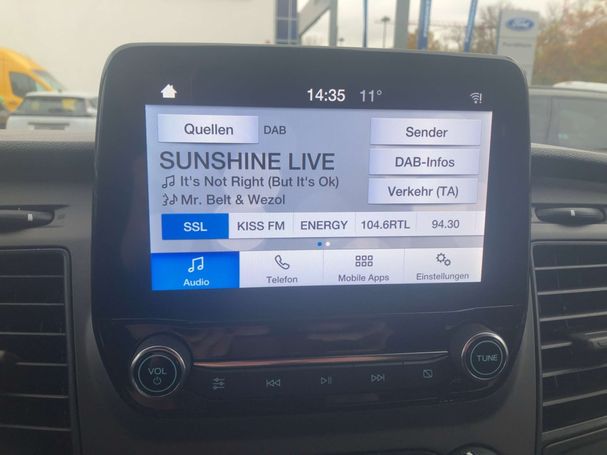 Ford
14:35 11°
Quellen DAB Sender
SUNSHINE LIVE DAB-Infos
It's Not Right (But It's Ok)
Mr. Belt & Wezol Verkehr (TA)
SSL KISS FM ENERGY 104.6RTL 94.30
Audio Telefon Mobile Apps Einstellungen
VOL TUNE